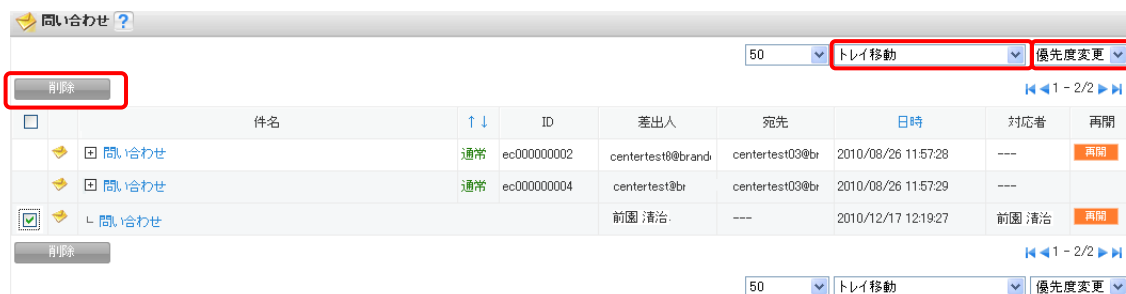 問い合わせ ?
50 トレイ移動 優先度変更
削除 1 - 2/2
件名 ↑↓ ID 差出人 宛先 日時 対応者 再開
問い合わせ 通常 ec000000002 centertest8@brand centertest03@br 2010/08/26 11:57:28 --- 再開
問い合わせ 通常 ec000000004 centertest@br centertest03@br 2010/08/26 11:57:29 ---
問い合わせ 前園 清治 --- 2010/12/17 12:19:27 前園 清治 再開
削除 1 - 2/2
50 トレイ移動 優先度変更